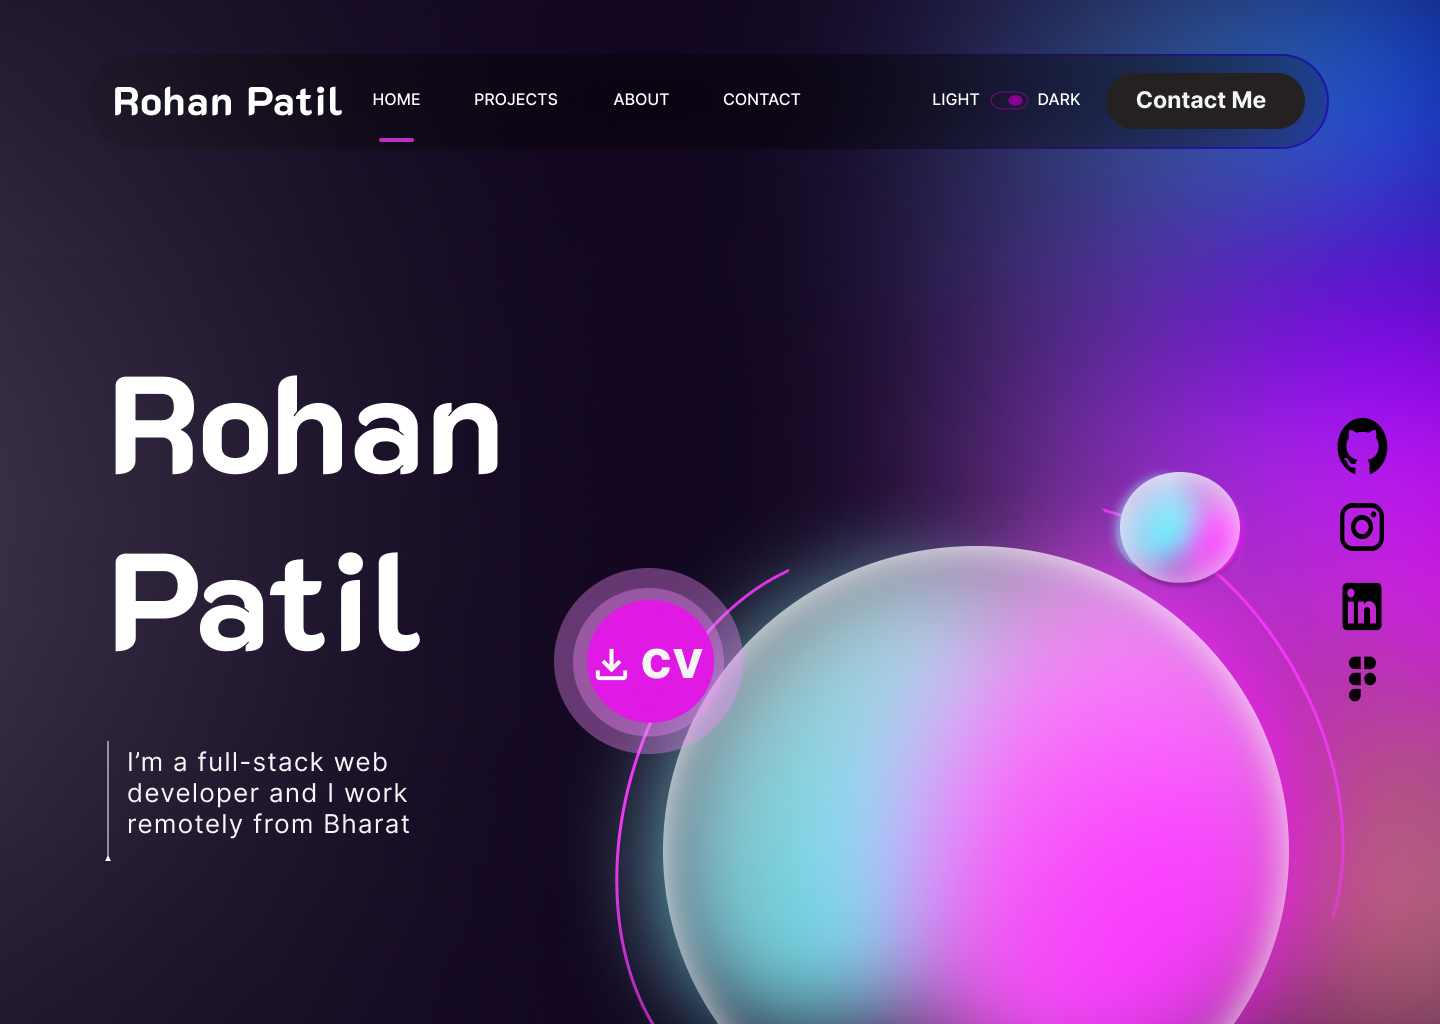 Rohan Patil HOME PROJECTS ABOUT CONTACT LIGHT DARK Contact Me
Rohan
Patil
cv
I’m a full-stack web
developer and I work
remotely from Bharat
in